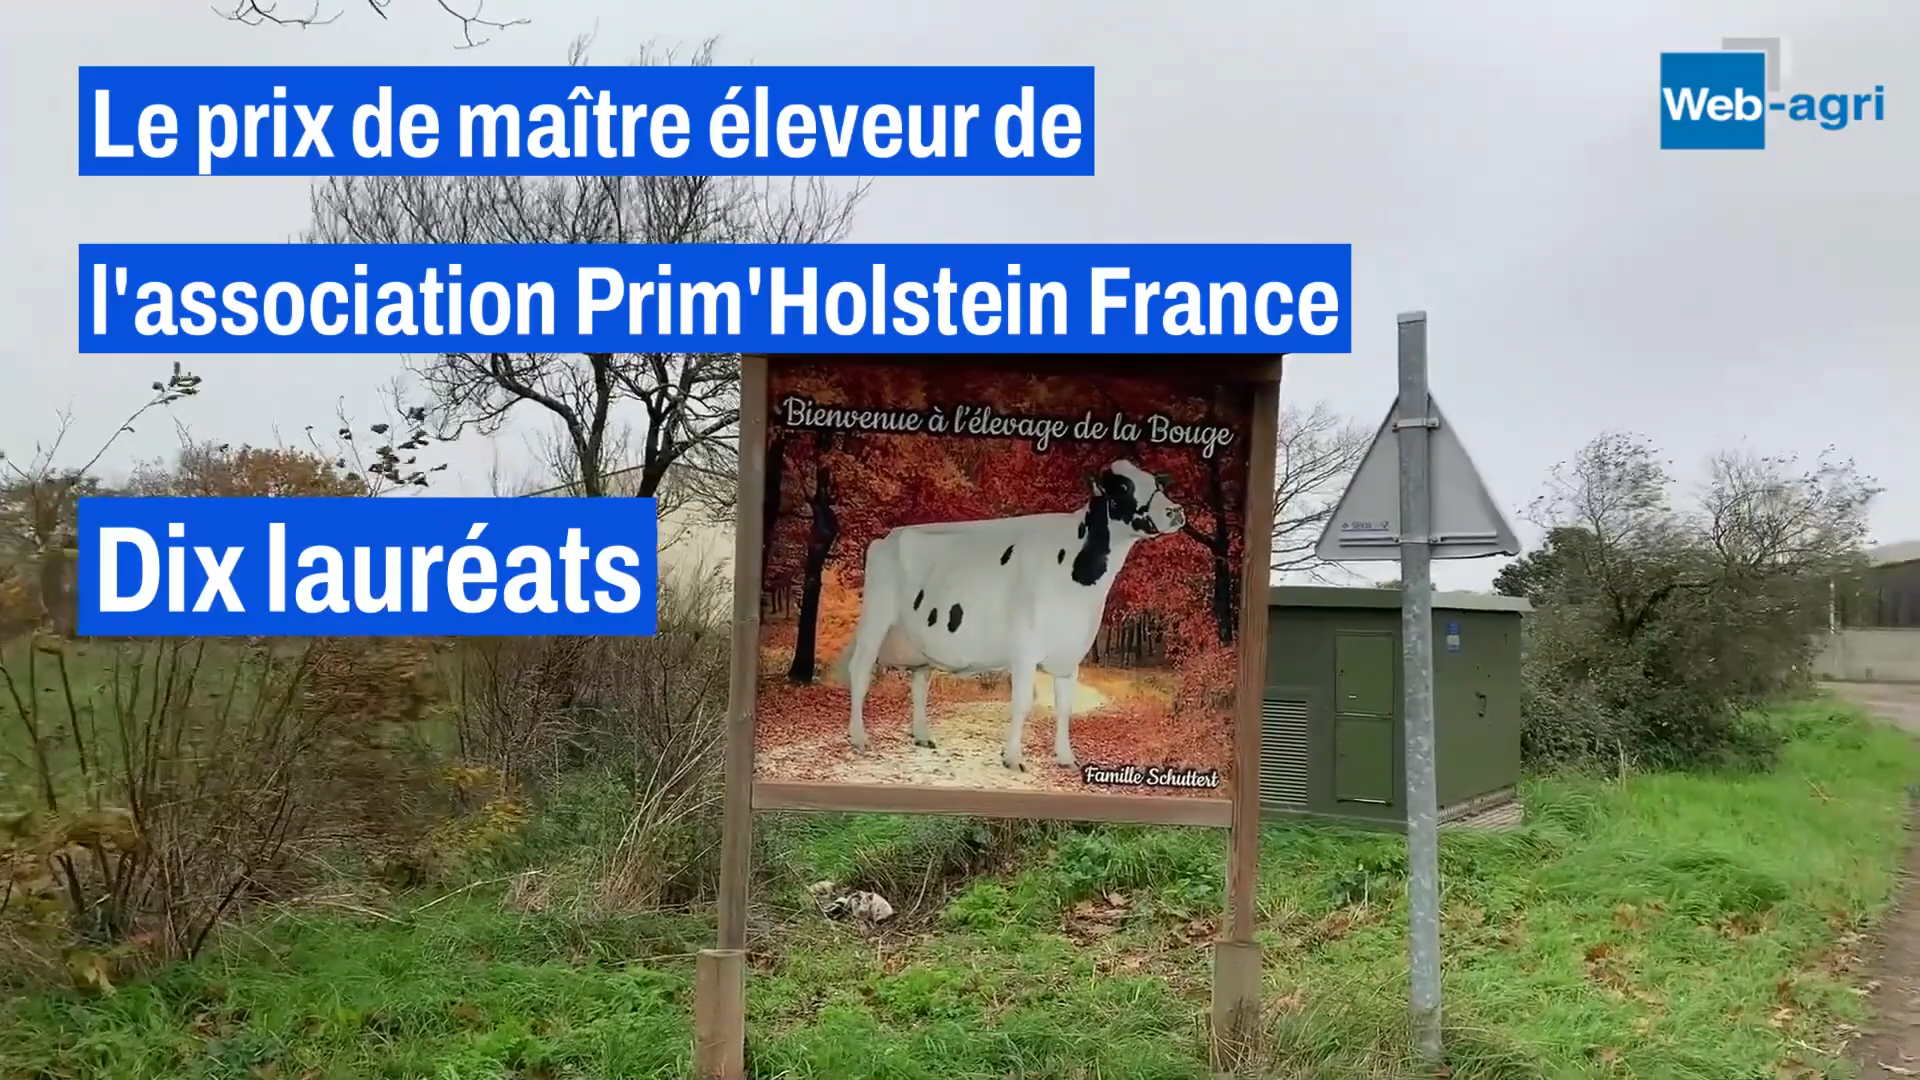 Le prix de maître éleveur de
l'association Prim'Holstein France
Dix lauréats
Web-agri
Bienvenue à l'élevage de la Bouge
Famille Schuttert